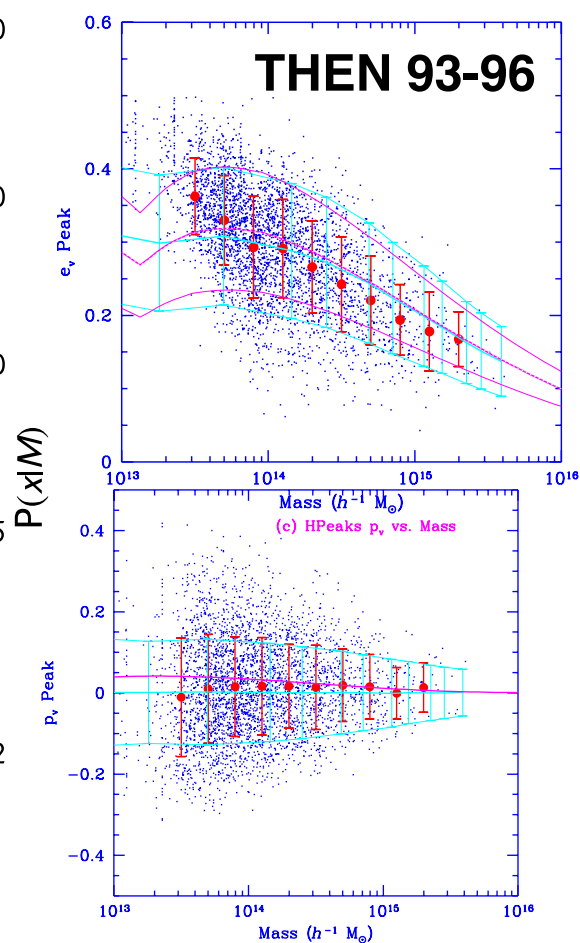 0.6
THEN 93-96
0.4
e_v Peak
0.2
0
10^13
10^14
10^15
10^16
P(x|M)
Mass (h^−1 M_⊙)
(c) HPeaks p_v vs. Mass
0.4
0.2
p_v Peak
0
−0.2
−0.4
10^13
10^14
10^15
10^16
Mass (h^−1 M_⊙)